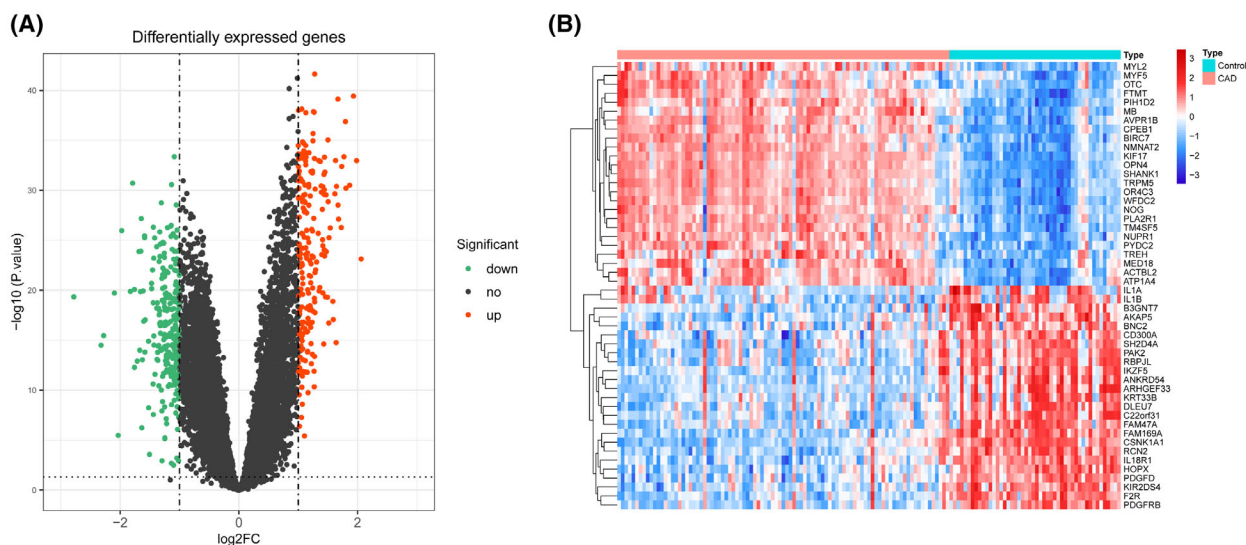 (A)
Differentially expressed genes
40
30
20
10
0
−log10 (P.value)
−2
0
2
log2FC
Significant
down
no
up
(B)
Type
MYL2
MYF5
OTC
FTMT
PIH1D2
MB
AVPR1B
CPEB1
BIRC7
NMNAT2
KIF17
OPN4
SHANK1
TRPM5
OR4C3
WFDC2
NOG
PLA2R1
TM4SF5
NUPR1
PYDC2
TREH
MED18
ACTBL2
ATP1A4
IL1A
IL1B
B3GNT7
AKAP5
BNC2
CD300A
SH2D4A
PAK2
RBPJL
IKZF5
ANKRD54
ARHGEF33
KRT33B
DLEU7
C22orf31
FAM47A
FAM169A
CSNK1A1
RCN2
IL18R1
HOPX
PDGFD
KIR2DS4
F2R
PDGFRB
3
2
1
0
−1
−2
−3
Type
Control
CAD